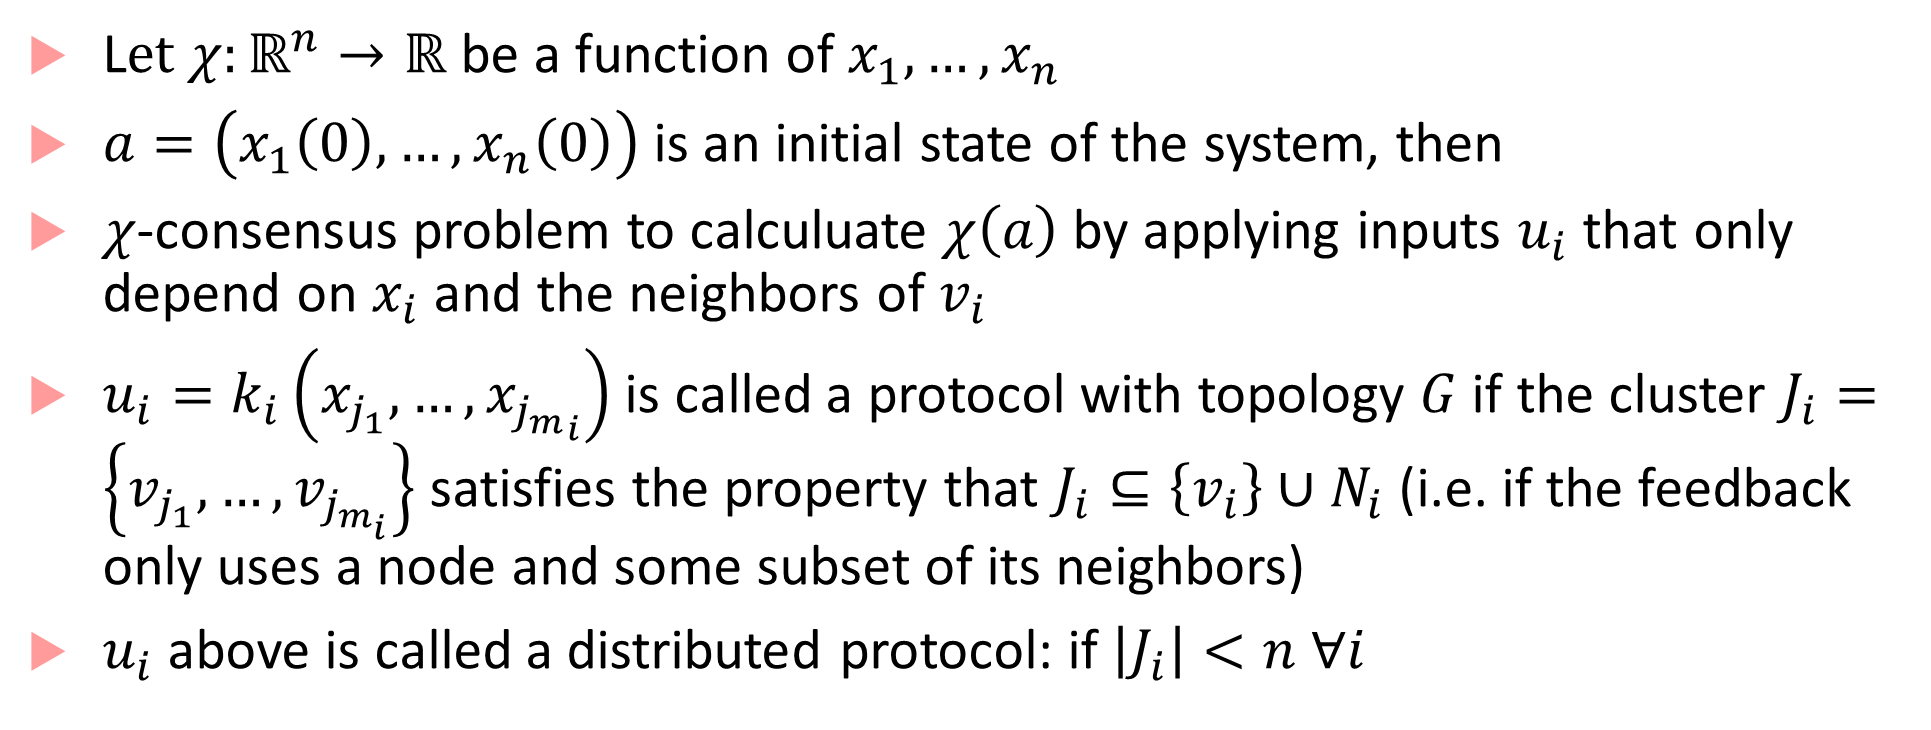 ▶ Let χ: ℝⁿ → ℝ be a function of x₁, … , xₙ
▶ a = (x₁(0), … , xₙ(0)) is an initial state of the system, then
▶ χ-consensus problem to calculuate χ(a) by applying inputs uᵢ that only
depend on xᵢ and the neighbors of vᵢ
▶ uᵢ = kᵢ (x_{j₁}, … , x_{j_{mᵢ}}) is called a protocol with topology G if the cluster Jᵢ =
{v_{j₁}, … , v_{j_{mᵢ}}} satisfies the property that Jᵢ ⊆ {vᵢ} ∪ Nᵢ (i.e. if the feedback
only uses a node and some subset of its neighbors)
▶ uᵢ above is called a distributed protocol: if |Jᵢ| < n ∀i